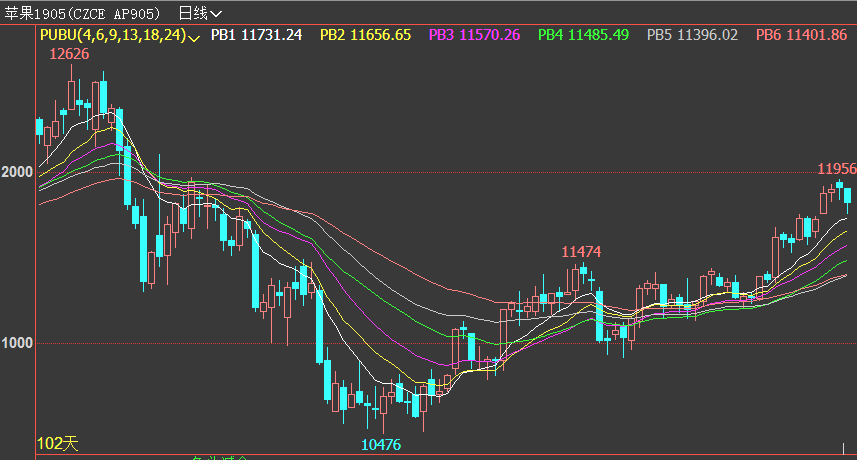 苹果1905(CZCE AP905) 日线
PUBU(4,6,9,13,18,24) PB1 11731.24 PB2 11656.65 PB3 11570.26 PB4 11485.49 PB5 11396.02 PB6 11401.86
12626
2000
11956
11474
1000
102天
10476